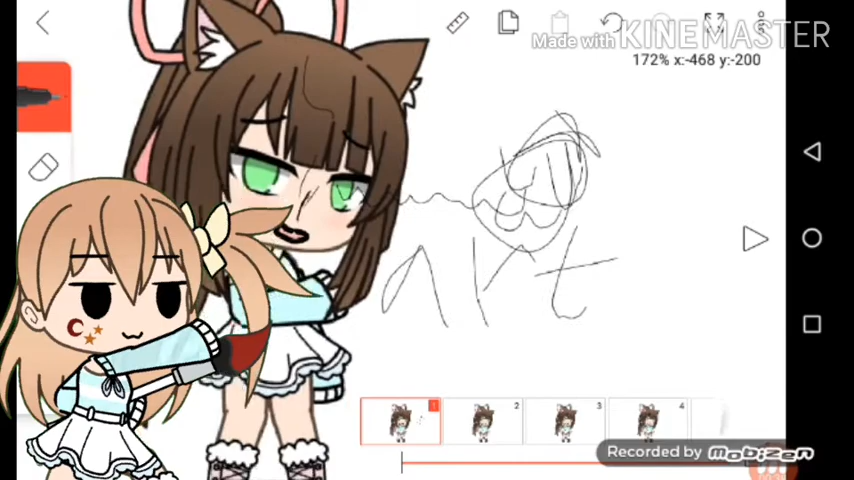 Made with KINEMASTER
172% x:-468 y:-200
art
1 2 3 4
Recorded by mobizen